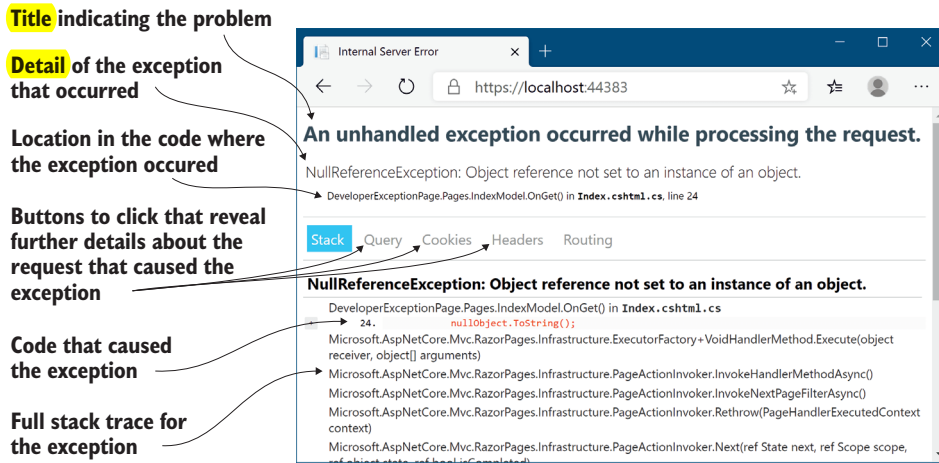 Title indicating the problem
Detail of the exception
that occurred
Location in the code where
the exception occured
Buttons to click that reveal
further details about the
request that caused the
exception
Code that caused
the exception
Full stack trace for
the exception
Internal Server Error
https://localhost:44383
An unhandled exception occurred while processing the request.
NullReferenceException: Object reference not set to an instance of an object.
DeveloperExceptionPage.Pages.IndexModel.OnGet() in Index.cshtml.cs, line 24
Stack Query Cookies Headers Routing
NullReferenceException: Object reference not set to an instance of an object.
DeveloperExceptionPage.Pages.IndexModel.OnGet() in Index.cshtml.cs
+ 24. nullObject.ToString();
Microsoft.AspNetCore.Mvc.RazorPages.Infrastructure.ExecutorFactory+VoidHandlerMethod.Execute(object
receiver, object[] arguments)
Microsoft.AspNetCore.Mvc.RazorPages.Infrastructure.PageActionInvoker.InvokeHandlerMethodAsync()
Microsoft.AspNetCore.Mvc.RazorPages.Infrastructure.PageActionInvoker.InvokeNextPageFilterAsync()
Microsoft.AspNetCore.Mvc.RazorPages.Infrastructure.PageActionInvoker.Rethrow(PageHandlerExecutedContext
context)
Microsoft.AspNetCore.Mvc.RazorPages.Infrastructure.PageActionInvoker.Next(ref State next, ref Scope scope,
ref object state, ref bool isCompleted)